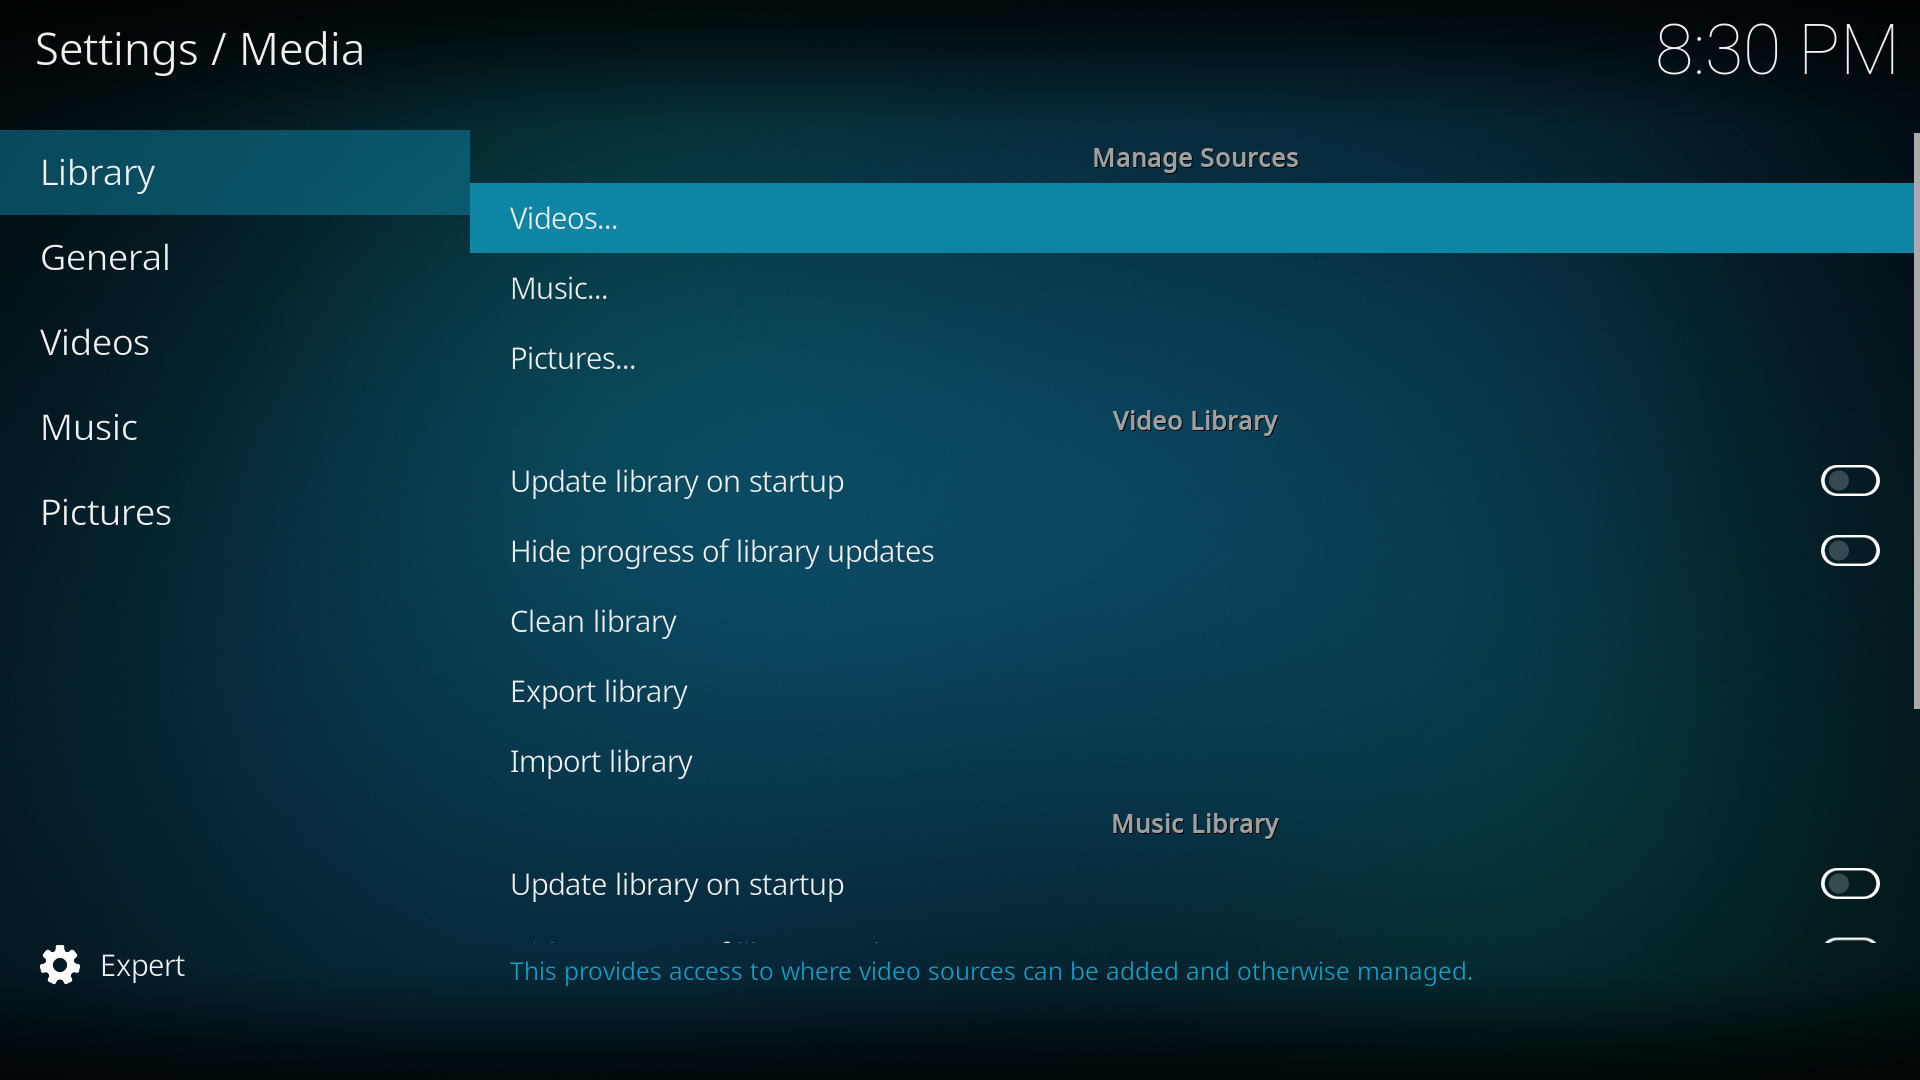 Settings / Media
8:30 PM
Library
General
Videos
Music
Pictures
Manage Sources
Videos...
Music...
Pictures...
Video Library
Update library on startup
Hide progress of library updates
Clean library
Export library
Import library
Music Library
Update library on startup
Expert
This provides access to where video sources can be added and otherwise managed.